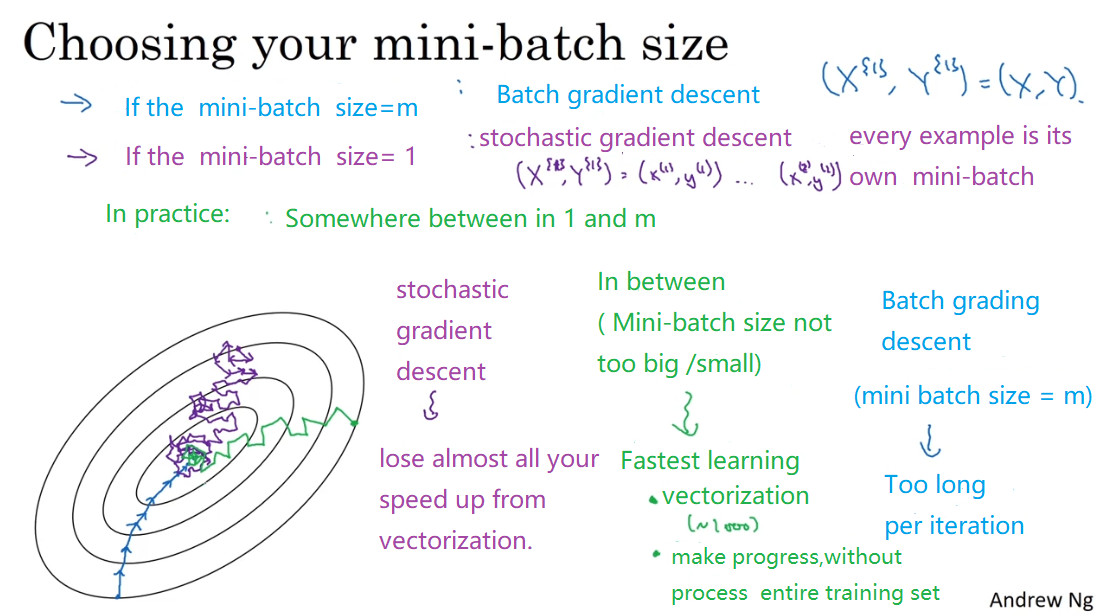 Choosing your mini-batch size
→ If the mini-batch size=m : Batch gradient descent (X^{1}, Y^{1}) = (X, Y).
→ If the mini-batch size= 1 : stochastic gradient descent every example is its
(X^{1}, Y^{1}) = (x^(1), y^(1)) ... own mini-batch
In practice: : Somewhere between in 1 and m
stochastic
gradient
descent
lose almost all your
speed up from
vectorization.
In between
( Mini-batch size not
too big /small)
Fastest learning
• vectorization
(~1000)
• make progress,without
process entire training set
Batch grading
descent
(mini batch size = m)
Too long
per iteration
Andrew Ng